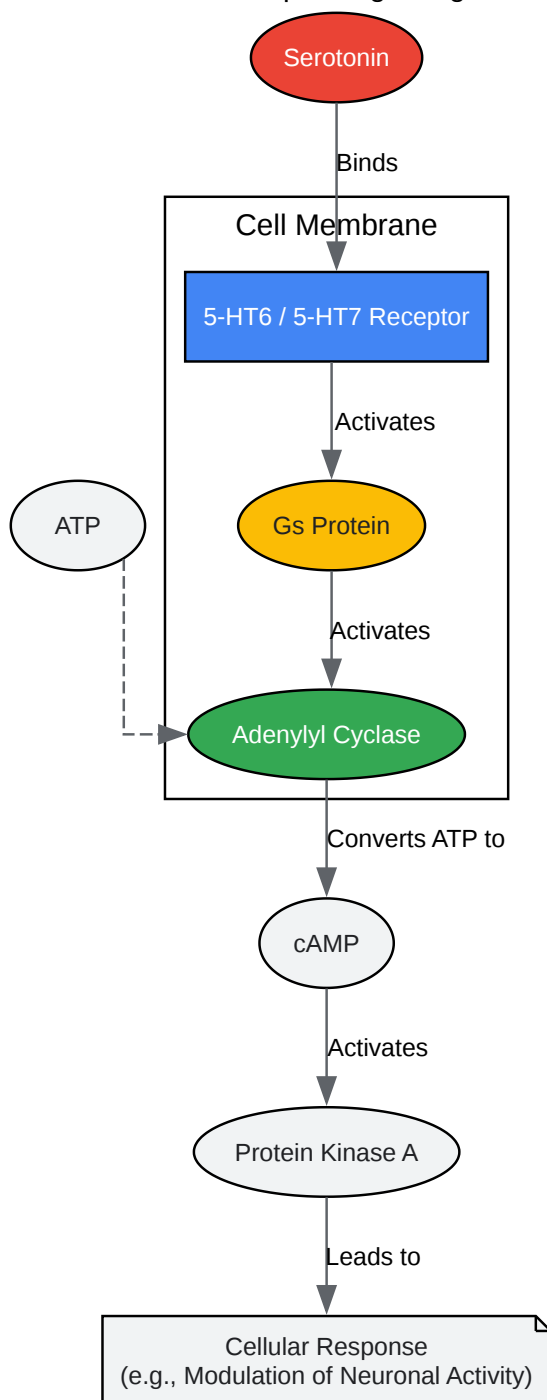 Serotonin
Binds
Cell Membrane
5-HT6 / 5-HT7 Receptor
Activates
ATP
Gs Protein
Activates
Adenylyl Cyclase
Converts ATP to
cAMP
Activates
Protein Kinase A
Leads to
Cellular Response
(e.g., Modulation of Neuronal Activity)